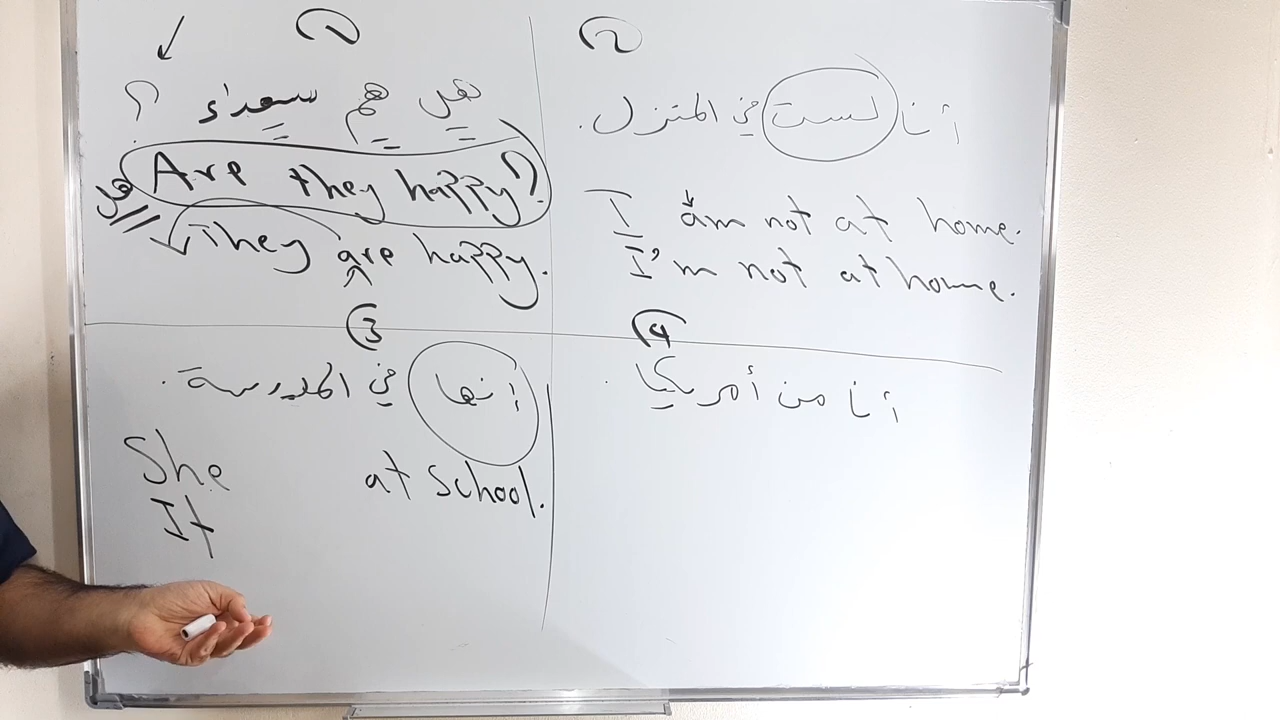 1
هل هم سعداء ؟
Are they happy?
هل
They are happy.
2
أنا لست في المنزل.
I am not at home.
I'm not at home.
3
إنها في المدرسة.
She at school.
It
4
أنا من أمريكا.